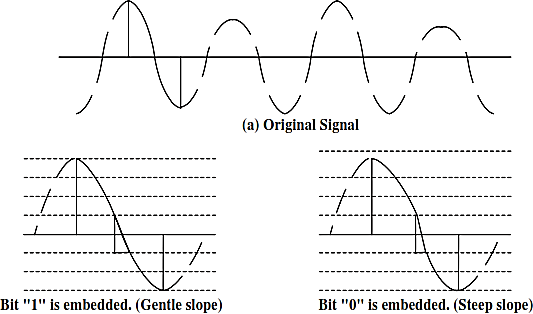 (a) Original Signal
Bit "1" is embedded. (Gentle slope)
Bit "0" is embedded. (Steep slope)